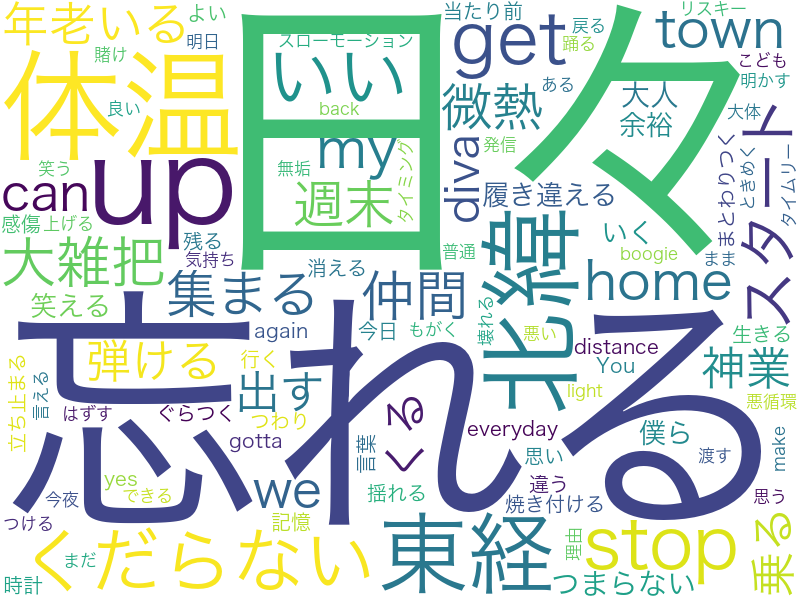 年老いる
よい
賭け
明日
スローモーション
当たり前
戻る
踊る
リスキー
town
get
日々
いい
体温
良い
back
微熱
ある
大人
余裕
こども
明かす
大体
スタート
まとわりつく
ときめく
まま
笑う
can
up
my
無垢
週末
タイミング
発信
diva
履き違える
タイムリー
感傷
上げる
残る
気持ち
消える
普通
いく
boogie
大雑把
集まる
仲間
北緯
home
笑える
again
今日
もがく
壊れる
悪い
distance
You
生きる
神業
立ち止まる
言える
弾ける
行く
出す
忘れる
light
悪循環
はずす
ぐらつく
つわり
gotta
言葉
くる
everyday
思い
僕ら
渡す
make
yes
できる
今夜
we
揺れる
違う
焼き付ける
思う
つける
まだ
記憶
時計
くだらない
東経
理由
stop
つまらない
乗る